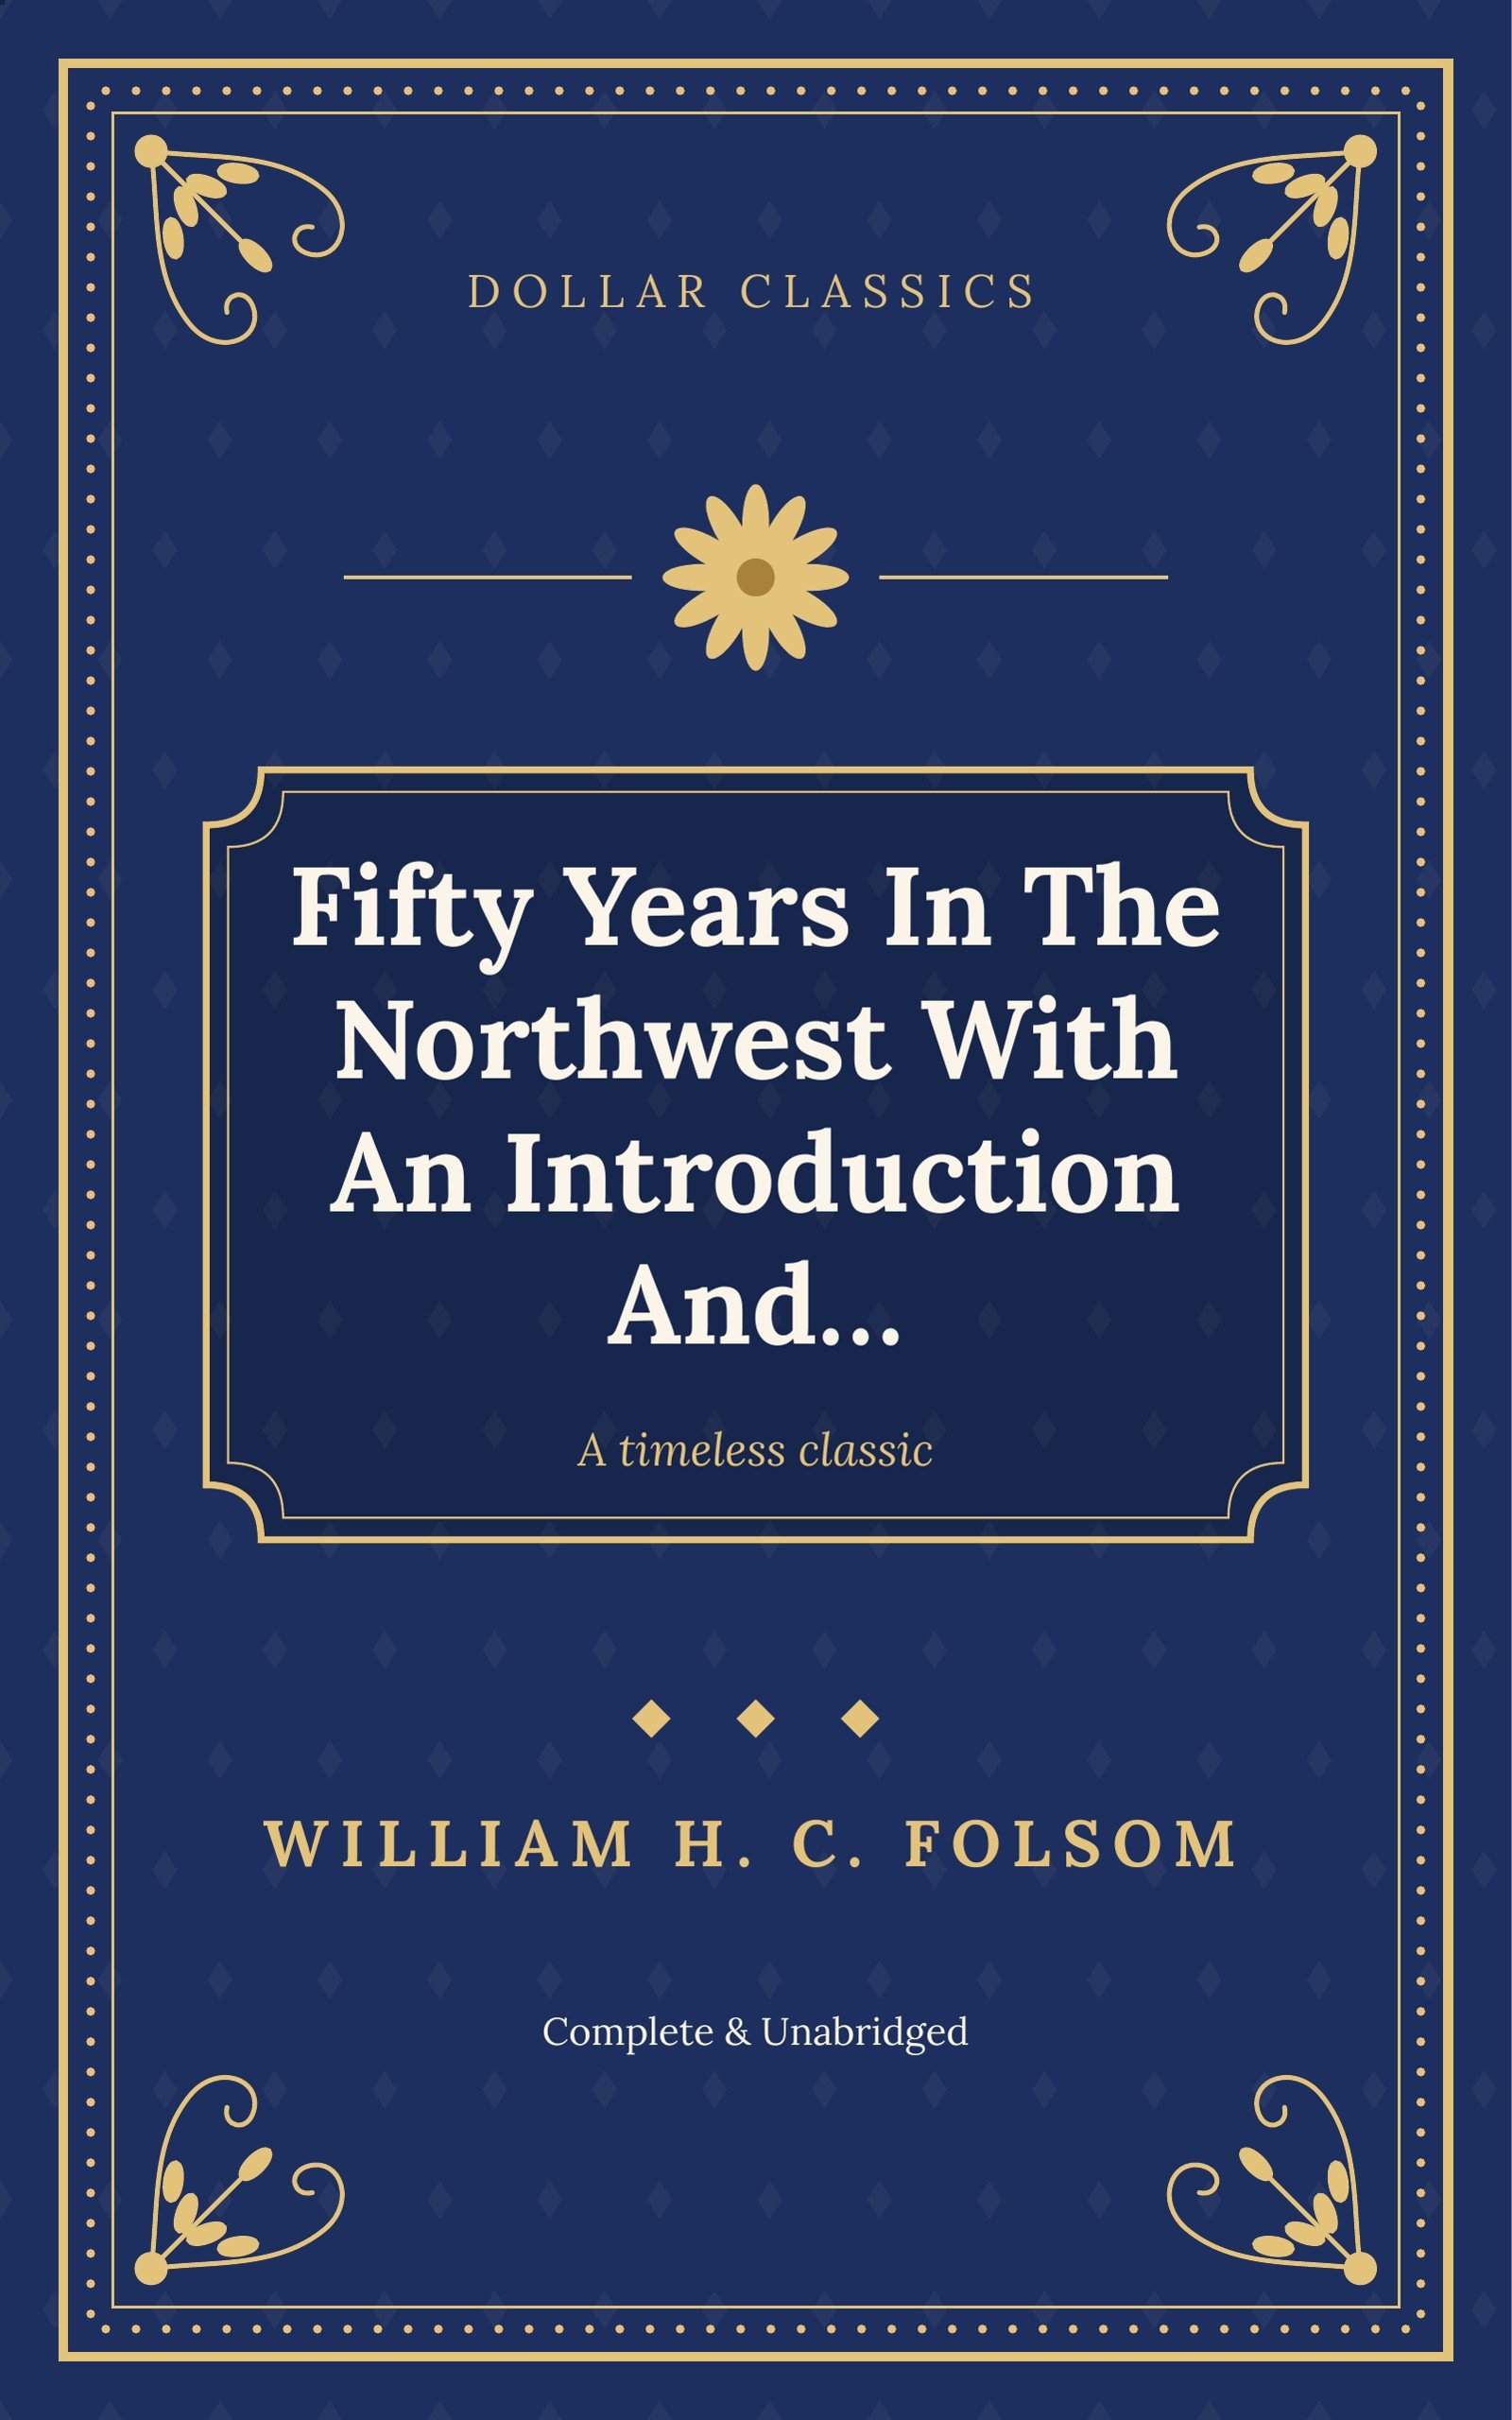 DOLLAR CLASSICS
Fifty Years In The
Northwest With
An Introduction
And...
A timeless classic
WILLIAM H. C. FOLSOM
Complete & Unabridged